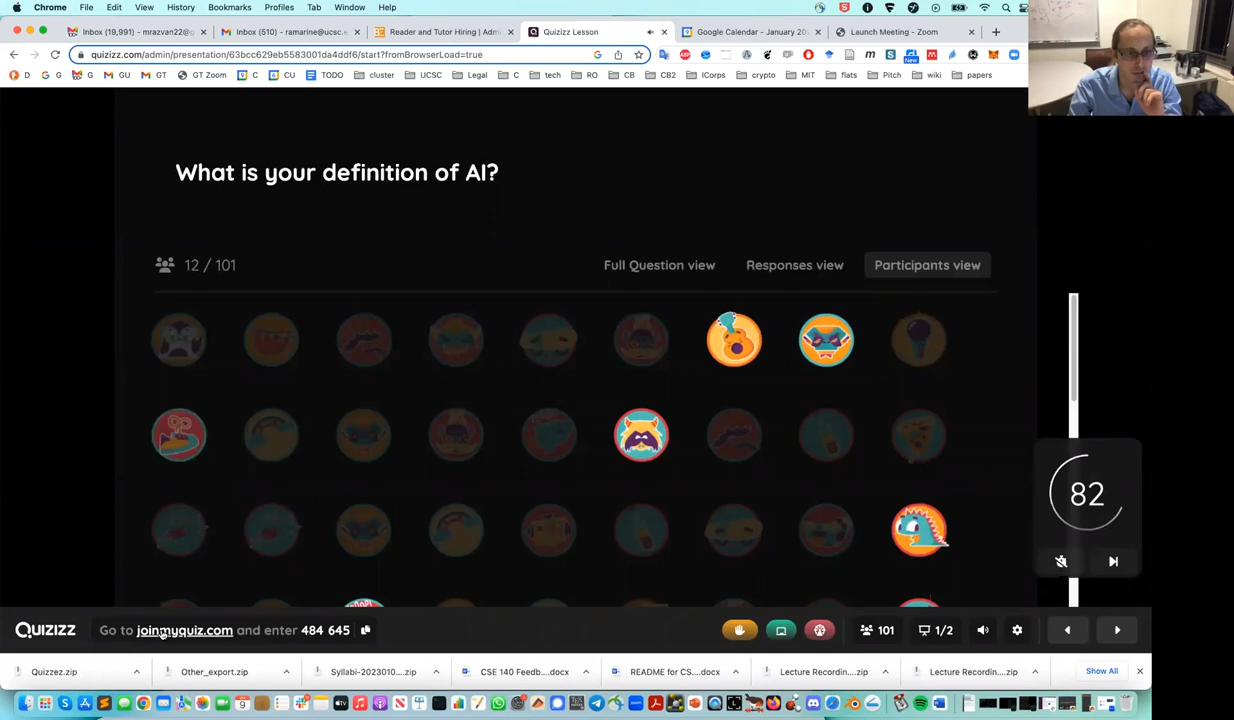 Chrome File Edit View History Bookmarks Profiles Tab Window Help
Inbox (19,991) – mrazvan22@g
Inbox (510) – ramarine@ucsc.e
Reader and Tutor Hiring | Adm
Quizizz Lesson
Google Calendar - January 20
Launch Meeting - Zoom
quizizz.com/admin/presentation/63bcc629eb5583001da4ddf6/start?fromBrowserLoad=true
New
D G G GU GT GT Zoom C CU TODO cluster UCSC Legal C tech RO CB CB2 ICorps crypto MIT flats Pitch wiki papers
What is your definition of AI?
12 / 101
Full Question view Responses view Participants view
82
QUIZIZZ Go to joinmyquiz.com and enter 484 645
101 1/2
Quizzez.zip Other_export.zip Syllabi-2023010....zip CSE 140 Feedb....docx README for CS....docx Lecture Recordin....zip Lecture Recordin....zip Show All